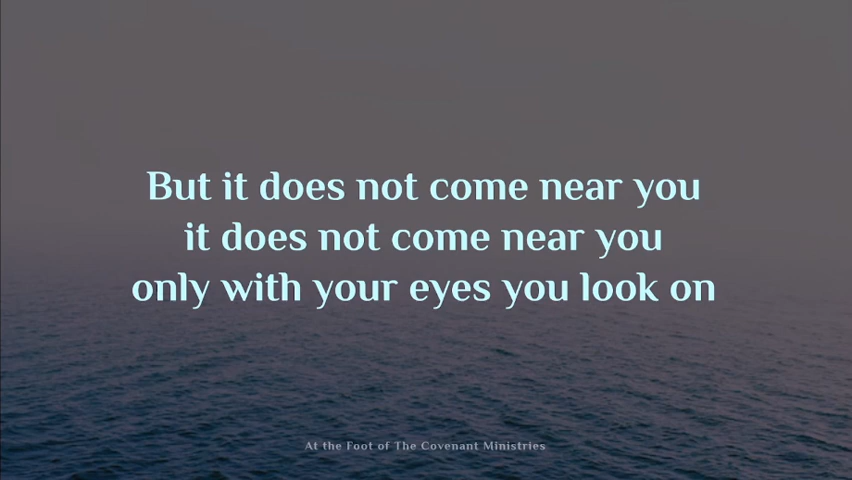 But it does not come near you
it does not come near you
only with your eyes you look on
At the Foot of The Covenant Ministries